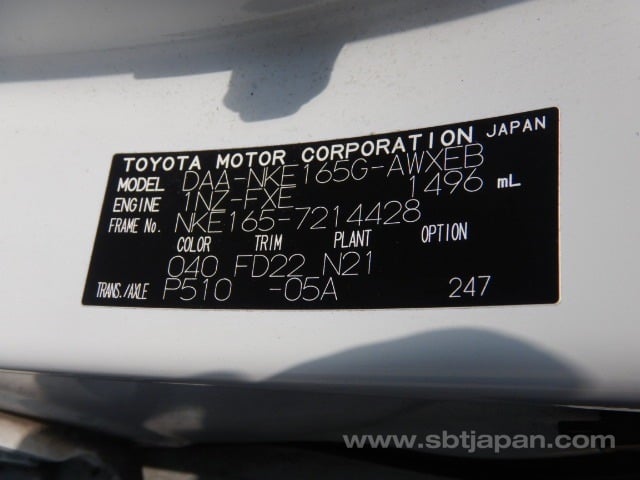 TOYOTA MOTOR CORPORATION JAPAN
MODEL DAA-NKE165G-AWXEB
ENGINE 1NZ-FXE 1496 mL
FRAME No. NKE165-7214428
COLOR TRIM PLANT OPTION
040 FD22 N21
TRANS./AXLE P510 -05A 247
www.sbtjapan.com